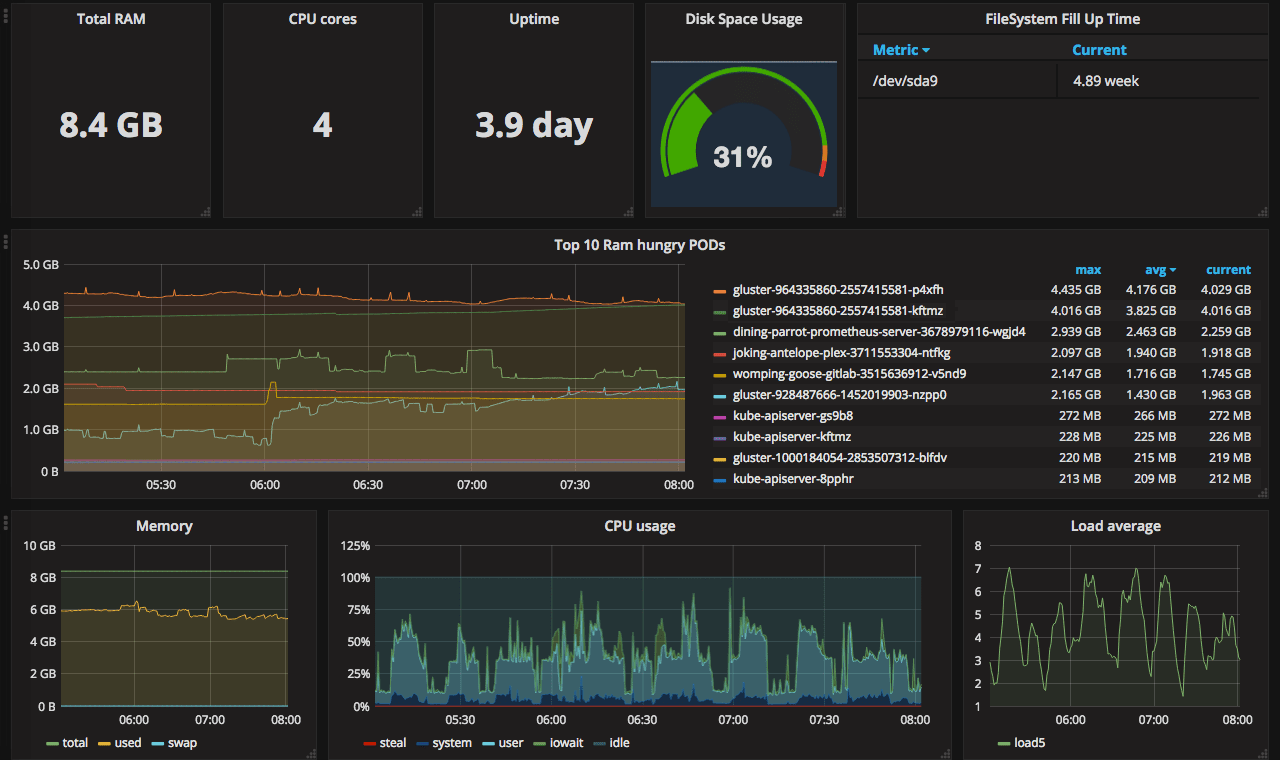 Total RAM
8.4 GB
CPU cores
4
Uptime
3.9 day
Disk Space Usage
31%
FileSystem Fill Up Time
Metric Current
/dev/sda9 4.89 week
Top 10 Ram hungry PODs
5.0 GB
4.0 GB
3.0 GB
2.0 GB
1.0 GB
0 B
05:30 06:00 06:30 07:00 07:30 08:00
max avg current
gluster-964335860-2557415581-p4xfh 4.435 GB 4.176 GB 4.029 GB
gluster-964335860-2557415581-kftmz 4.016 GB 3.825 GB 4.016 GB
dining-parrot-prometheus-server-3678979116-wgjd4 2.939 GB 2.463 GB 2.259 GB
joking-antelope-plex-3711553304-ntfkg 2.097 GB 1.940 GB 1.918 GB
womping-goose-gitlab-3515636912-v5nd9 2.147 GB 1.716 GB 1.745 GB
gluster-928487666-1452019903-nzpp0 2.165 GB 1.430 GB 1.963 GB
kube-apiserver-gs9b8 272 MB 266 MB 272 MB
kube-apiserver-kftmz 228 MB 225 MB 226 MB
gluster-1000184054-2853507312-blfdv 220 MB 215 MB 219 MB
kube-apiserver-8pphr 213 MB 209 MB 212 MB
Memory
10 GB
8 GB
6 GB
4 GB
2 GB
0 B
06:00 07:00 08:00
total used swap
CPU usage
125%
100%
75%
50%
25%
0%
05:30 06:00 06:30 07:00 07:30 08:00
steal system user iowait idle
Load average
8
7
6
5
4
3
2
1
06:00 07:00 08:00
load5